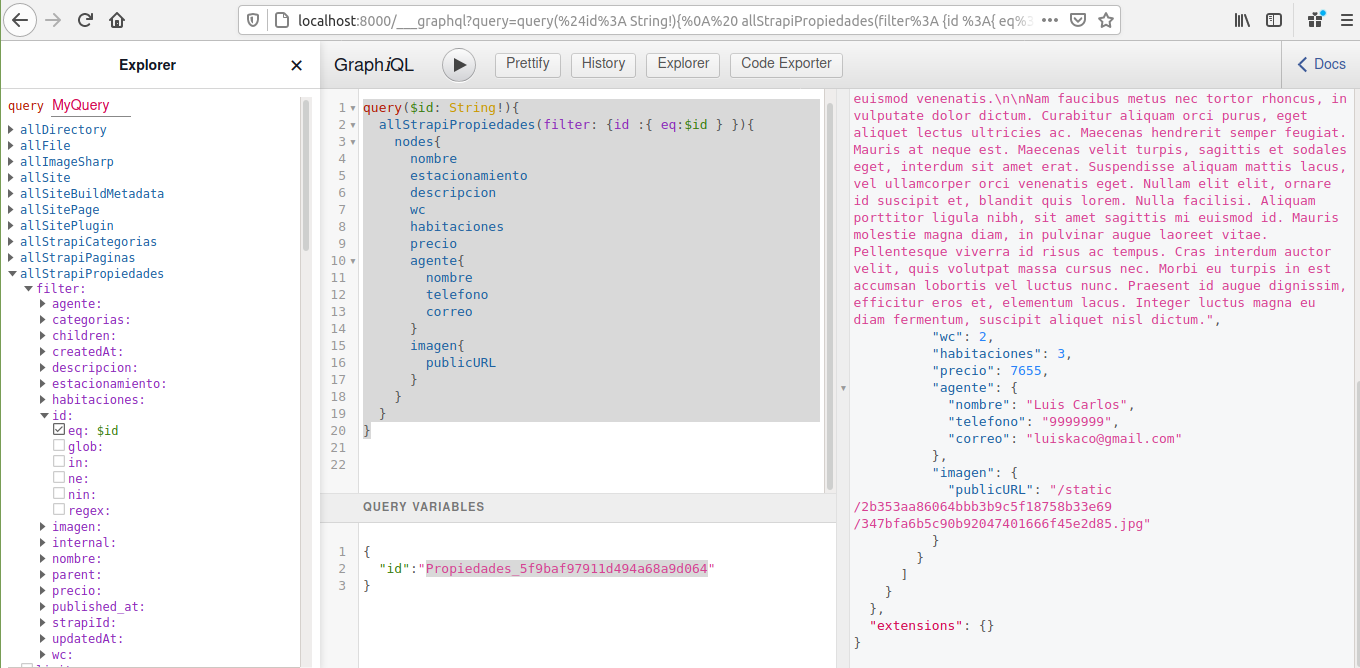 localhost:8000/___graphql?query=query(%24id%3A String!){%0A%20 allStrapiPropiedades(filter%3A {id %3A{ eq%3
Explorer
query MyQuery
allDirectory
allFile
allImageSharp
allSite
allSiteBuildMetadata
allSitePage
allSitePlugin
allStrapiCategorias
allStrapiPaginas
allStrapiPropiedades
filter:
agente:
categorias:
children:
createdAt:
descripcion:
estacionamiento:
habitaciones:
id:
eq: $id
glob:
in:
ne:
nin:
regex:
imagen:
internal:
nombre:
parent:
precio:
published_at:
strapiId:
updatedAt:
wc:
GraphiQL
Prettify
History
Explorer
Code Exporter
Docs
1 query($id: String!){
2 allStrapiPropiedades(filter: {id :{ eq:$id } }){
3 nodes{
4 nombre
5 estacionamiento
6 descripcion
7 wc
8 habitaciones
9 precio
10 agente{
11 nombre
12 telefono
13 correo
14 }
15 imagen{
16 publicURL
17 }
18 }
19 }
20 }
21
22
QUERY VARIABLES
1 {
2 "id":"Propiedades_5f9baf97911d494a68a9d064"
3 }
euismod venenatis.\n\nNam faucibus metus nec tortor rhoncus, in
vulputate dolor dictum. Curabitur aliquam orci purus, eget
aliquet lectus ultricies ac. Maecenas hendrerit semper feugiat.
Mauris at neque est. Maecenas velit turpis, sagittis et sodales
eget, interdum sit amet erat. Suspendisse aliquam mattis lacus,
vel ullamcorper orci venenatis eget. Nullam elit elit, ornare
id suscipit et, blandit quis lorem. Nulla facilisi. Aliquam
porttitor ligula nibh, sit amet sagittis mi euismod id. Mauris
molestie magna diam, in pulvinar augue laoreet vitae.
Pellentesque viverra id risus ac tempus. Cras interdum auctor
velit, quis volutpat massa cursus nec. Morbi eu turpis in est
accumsan lobortis vel luctus nunc. Praesent id augue dignissim,
efficitur eros et, elementum lacus. Integer luctus magna eu
diam fermentum, suscipit aliquet nisl dictum.",
"wc": 2,
"habitaciones": 3,
"precio": 7655,
"agente": {
"nombre": "Luis Carlos",
"telefono": "9999999",
"correo": "luiskaco@gmail.com"
},
"imagen": {
"publicURL": "/static
/2b353aa86064bbb3b9c5f18758b33e69
/347bfa6b5c90b92047401666f45e2d85.jpg"
}
}
]
}
},
"extensions": {}
}